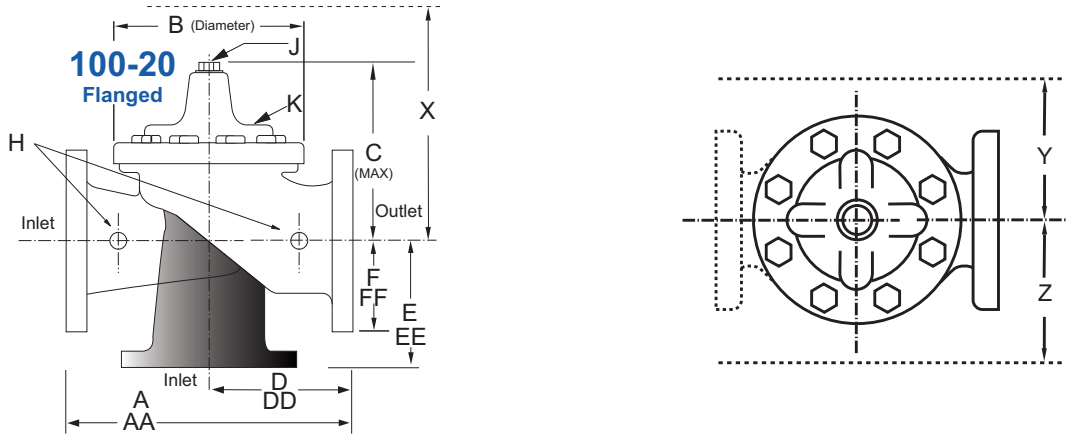 B (Diameter)
J
100-20
Flanged
K
X
H
C
(MAX)
Inlet
Outlet
F
FF
E
EE
Inlet
D
DD
A
AA
Y
Z